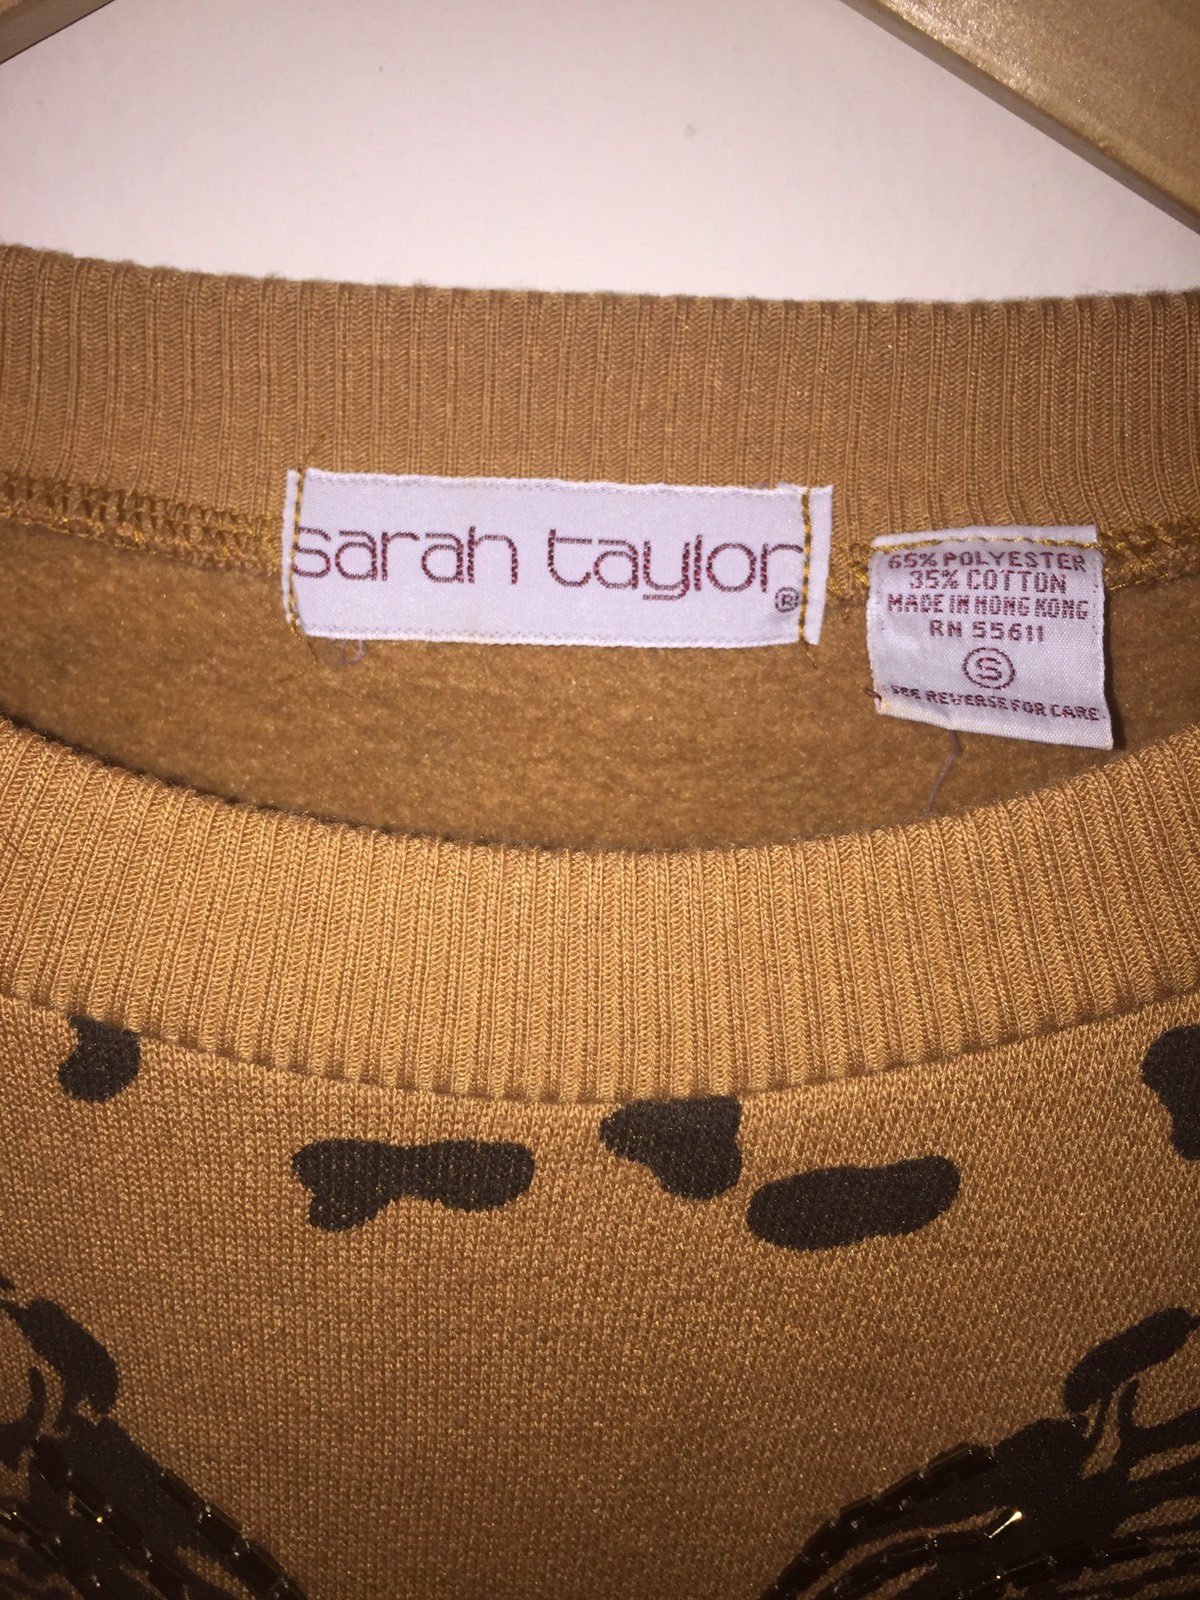 sarah taylor®
65% POLYESTER
35% COTTON
MADE IN HONG KONG
RN 55611
S
SEE REVERSE FOR CARE